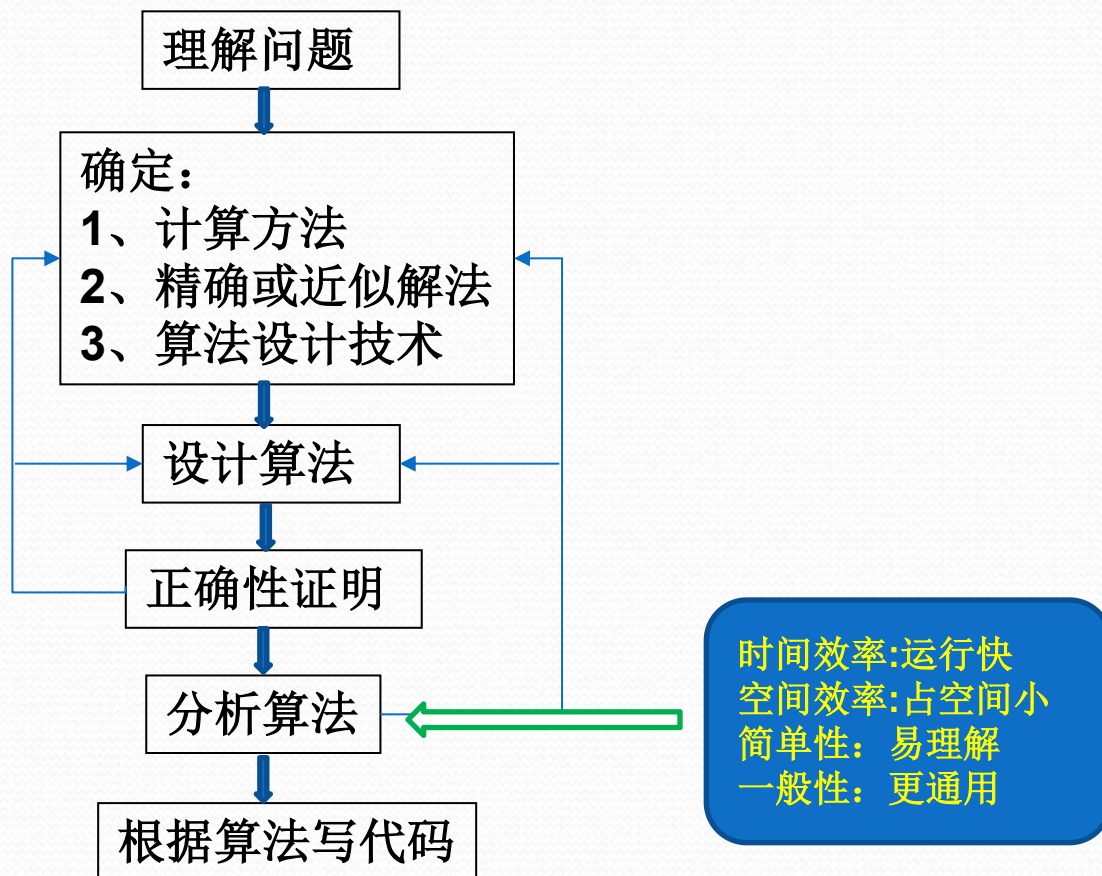 理解问题
确定：
1、计算方法
2、精确或近似解法
3、算法设计技术
设计算法
正确性证明
分析算法
根据算法写代码
时间效率:运行快
空间效率:占空间小
简单性：易理解
一般性：更通用